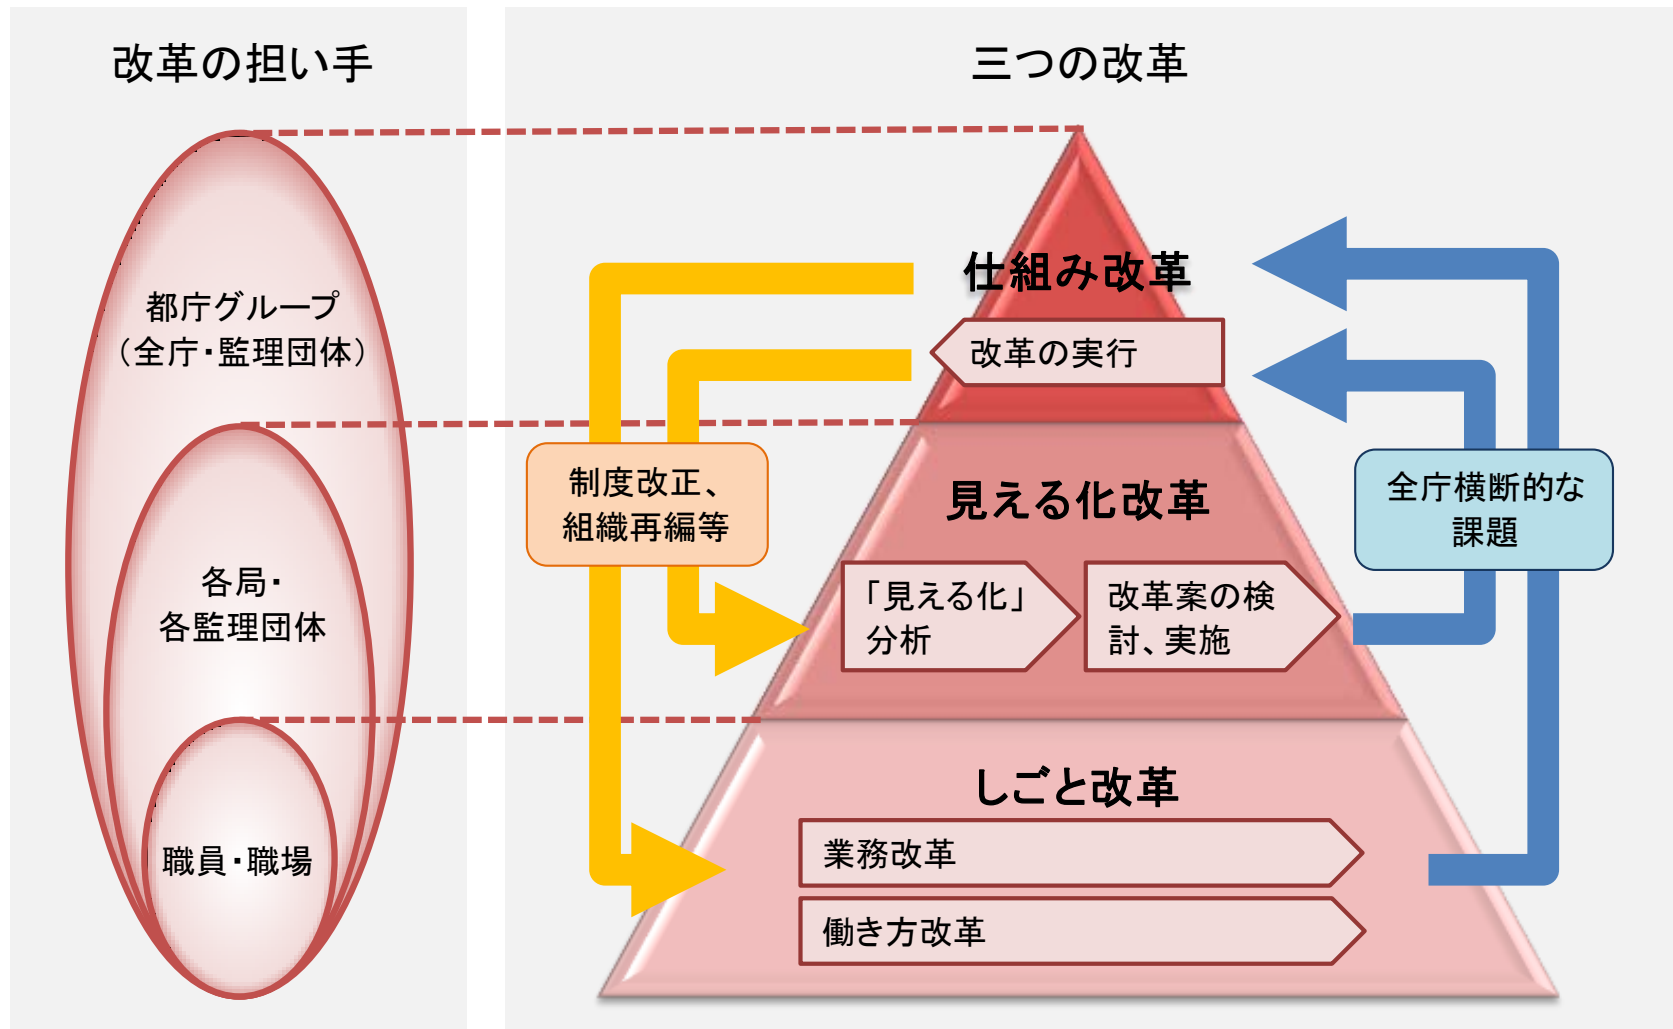 改革の担い手
都庁グループ
（全庁・監理団体）
各局・
各監理団体
職員・職場
三つの改革
仕組み改革
改革の実行
制度改正、
組織再編等
全庁横断的な
課題
見える化改革
「見える化」
分析
改革案の検
討、実施
しごと改革
業務改革
働き方改革